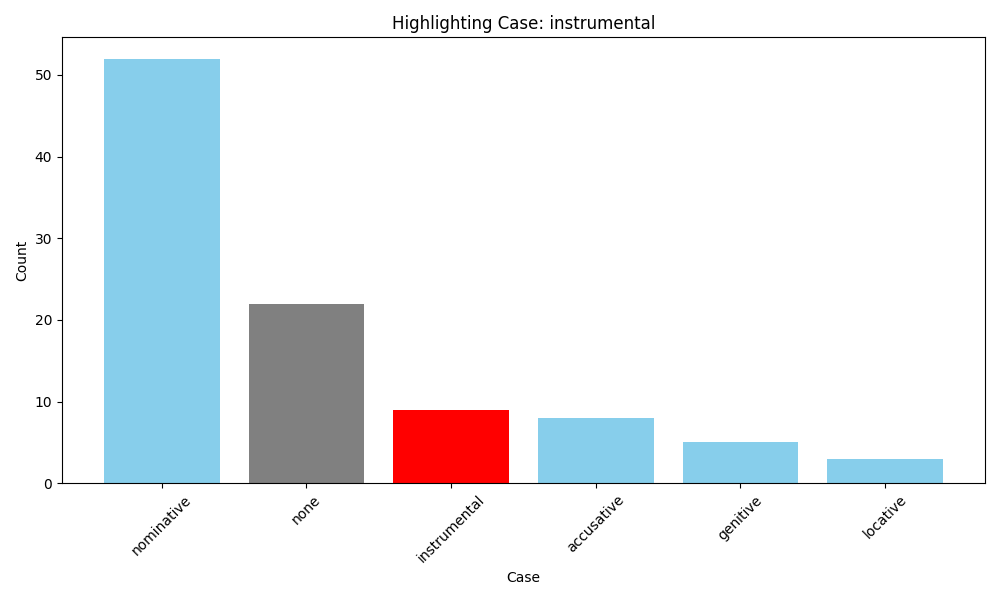 Highlighting Case: instrumental
Count
50
40
30
20
10
0
nominative
none
instrumental
accusative
genitive
locative
Case